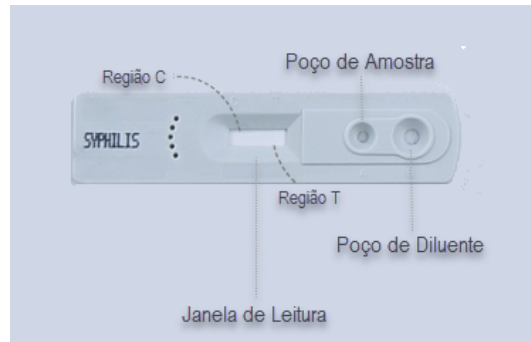 Poço de Amostra
Região C
SYPHILIS
Região T
Poço de Diluente
Janela de Leitura